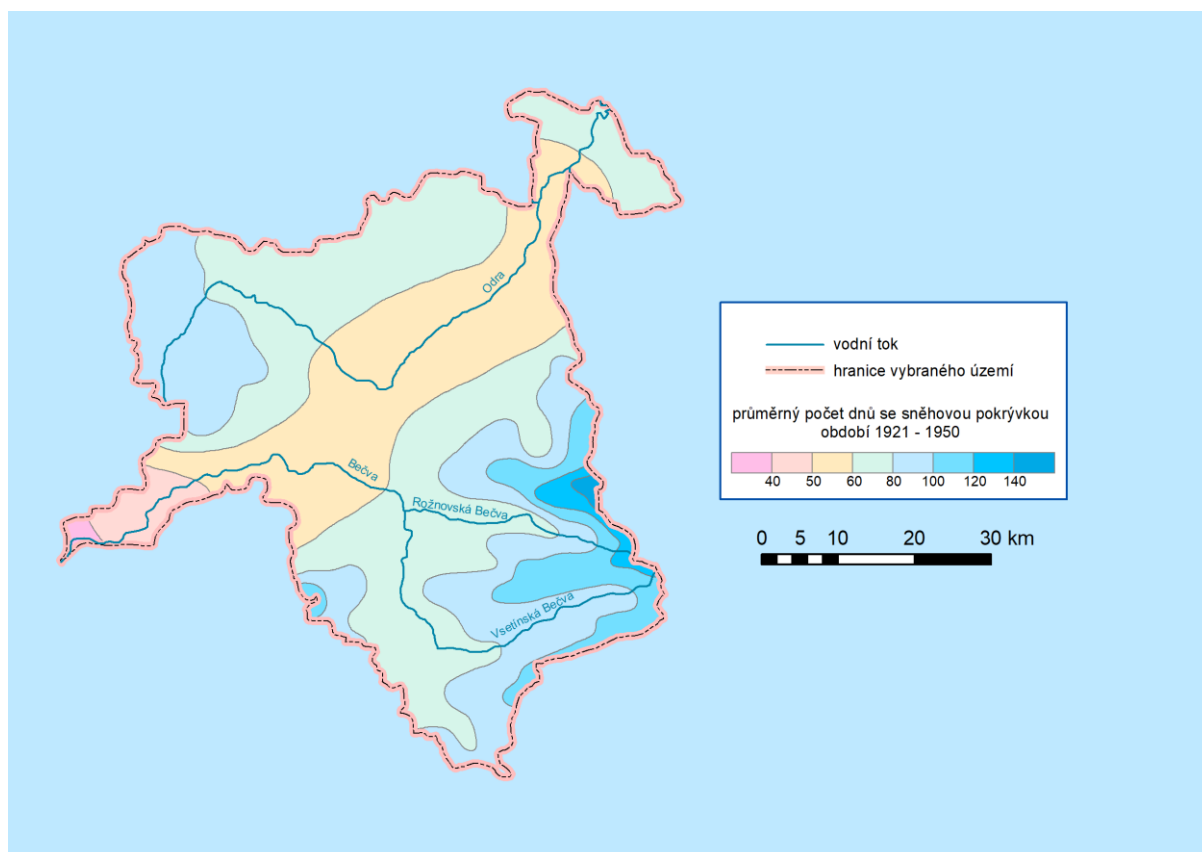 Odra
Bečva
Rožnovská Bečva
Vsetínská Bečva
vodní tok
hranice vybraného území
průměrný počet dnů se sněhovou pokrývkou
období 1921 - 1950
40 50 60 80 100 120 140
0 10 20 30 km